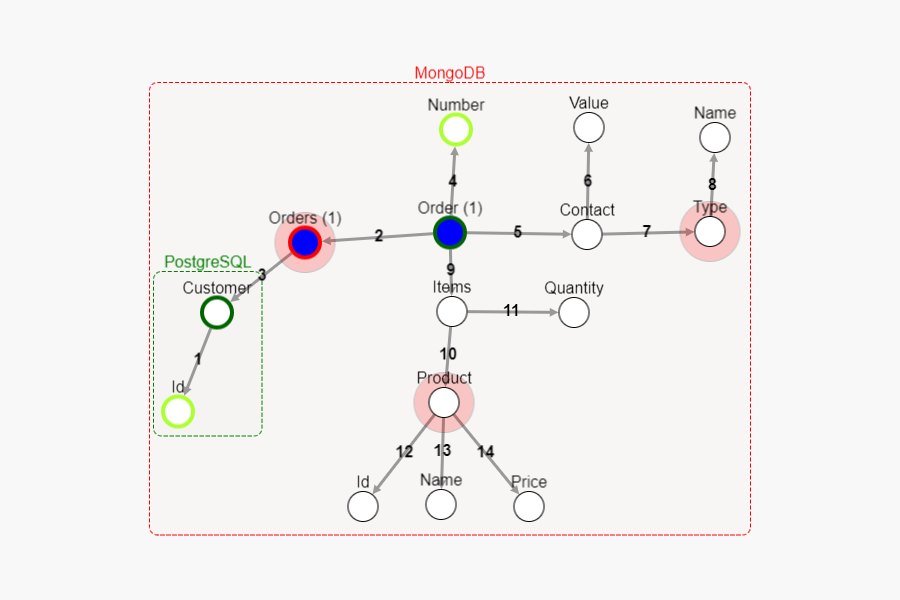 MongoDB
Number
Value
Name
4
6
8
Order (1)
Contact
Type
Orders (1)
2
5
7
PostgreSQL
3
9
Customer
Items
Quantity
11
1
10
Id
Product
12
13
14
Id
Name
Price